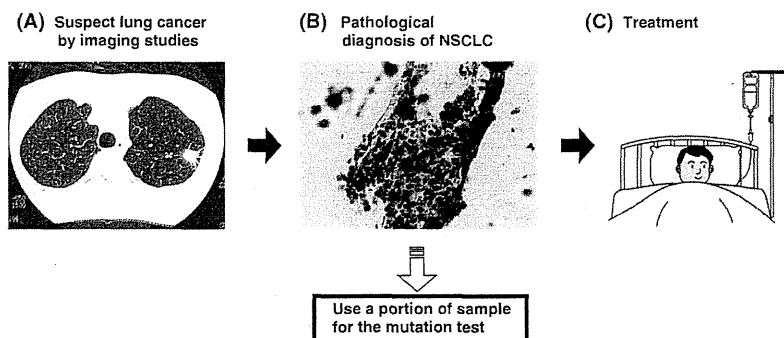 (A) Suspect lung cancer
by imaging studies
(B) Pathological
diagnosis of NSCLC
(C) Treatment
Use a portion of sample
for the mutation test